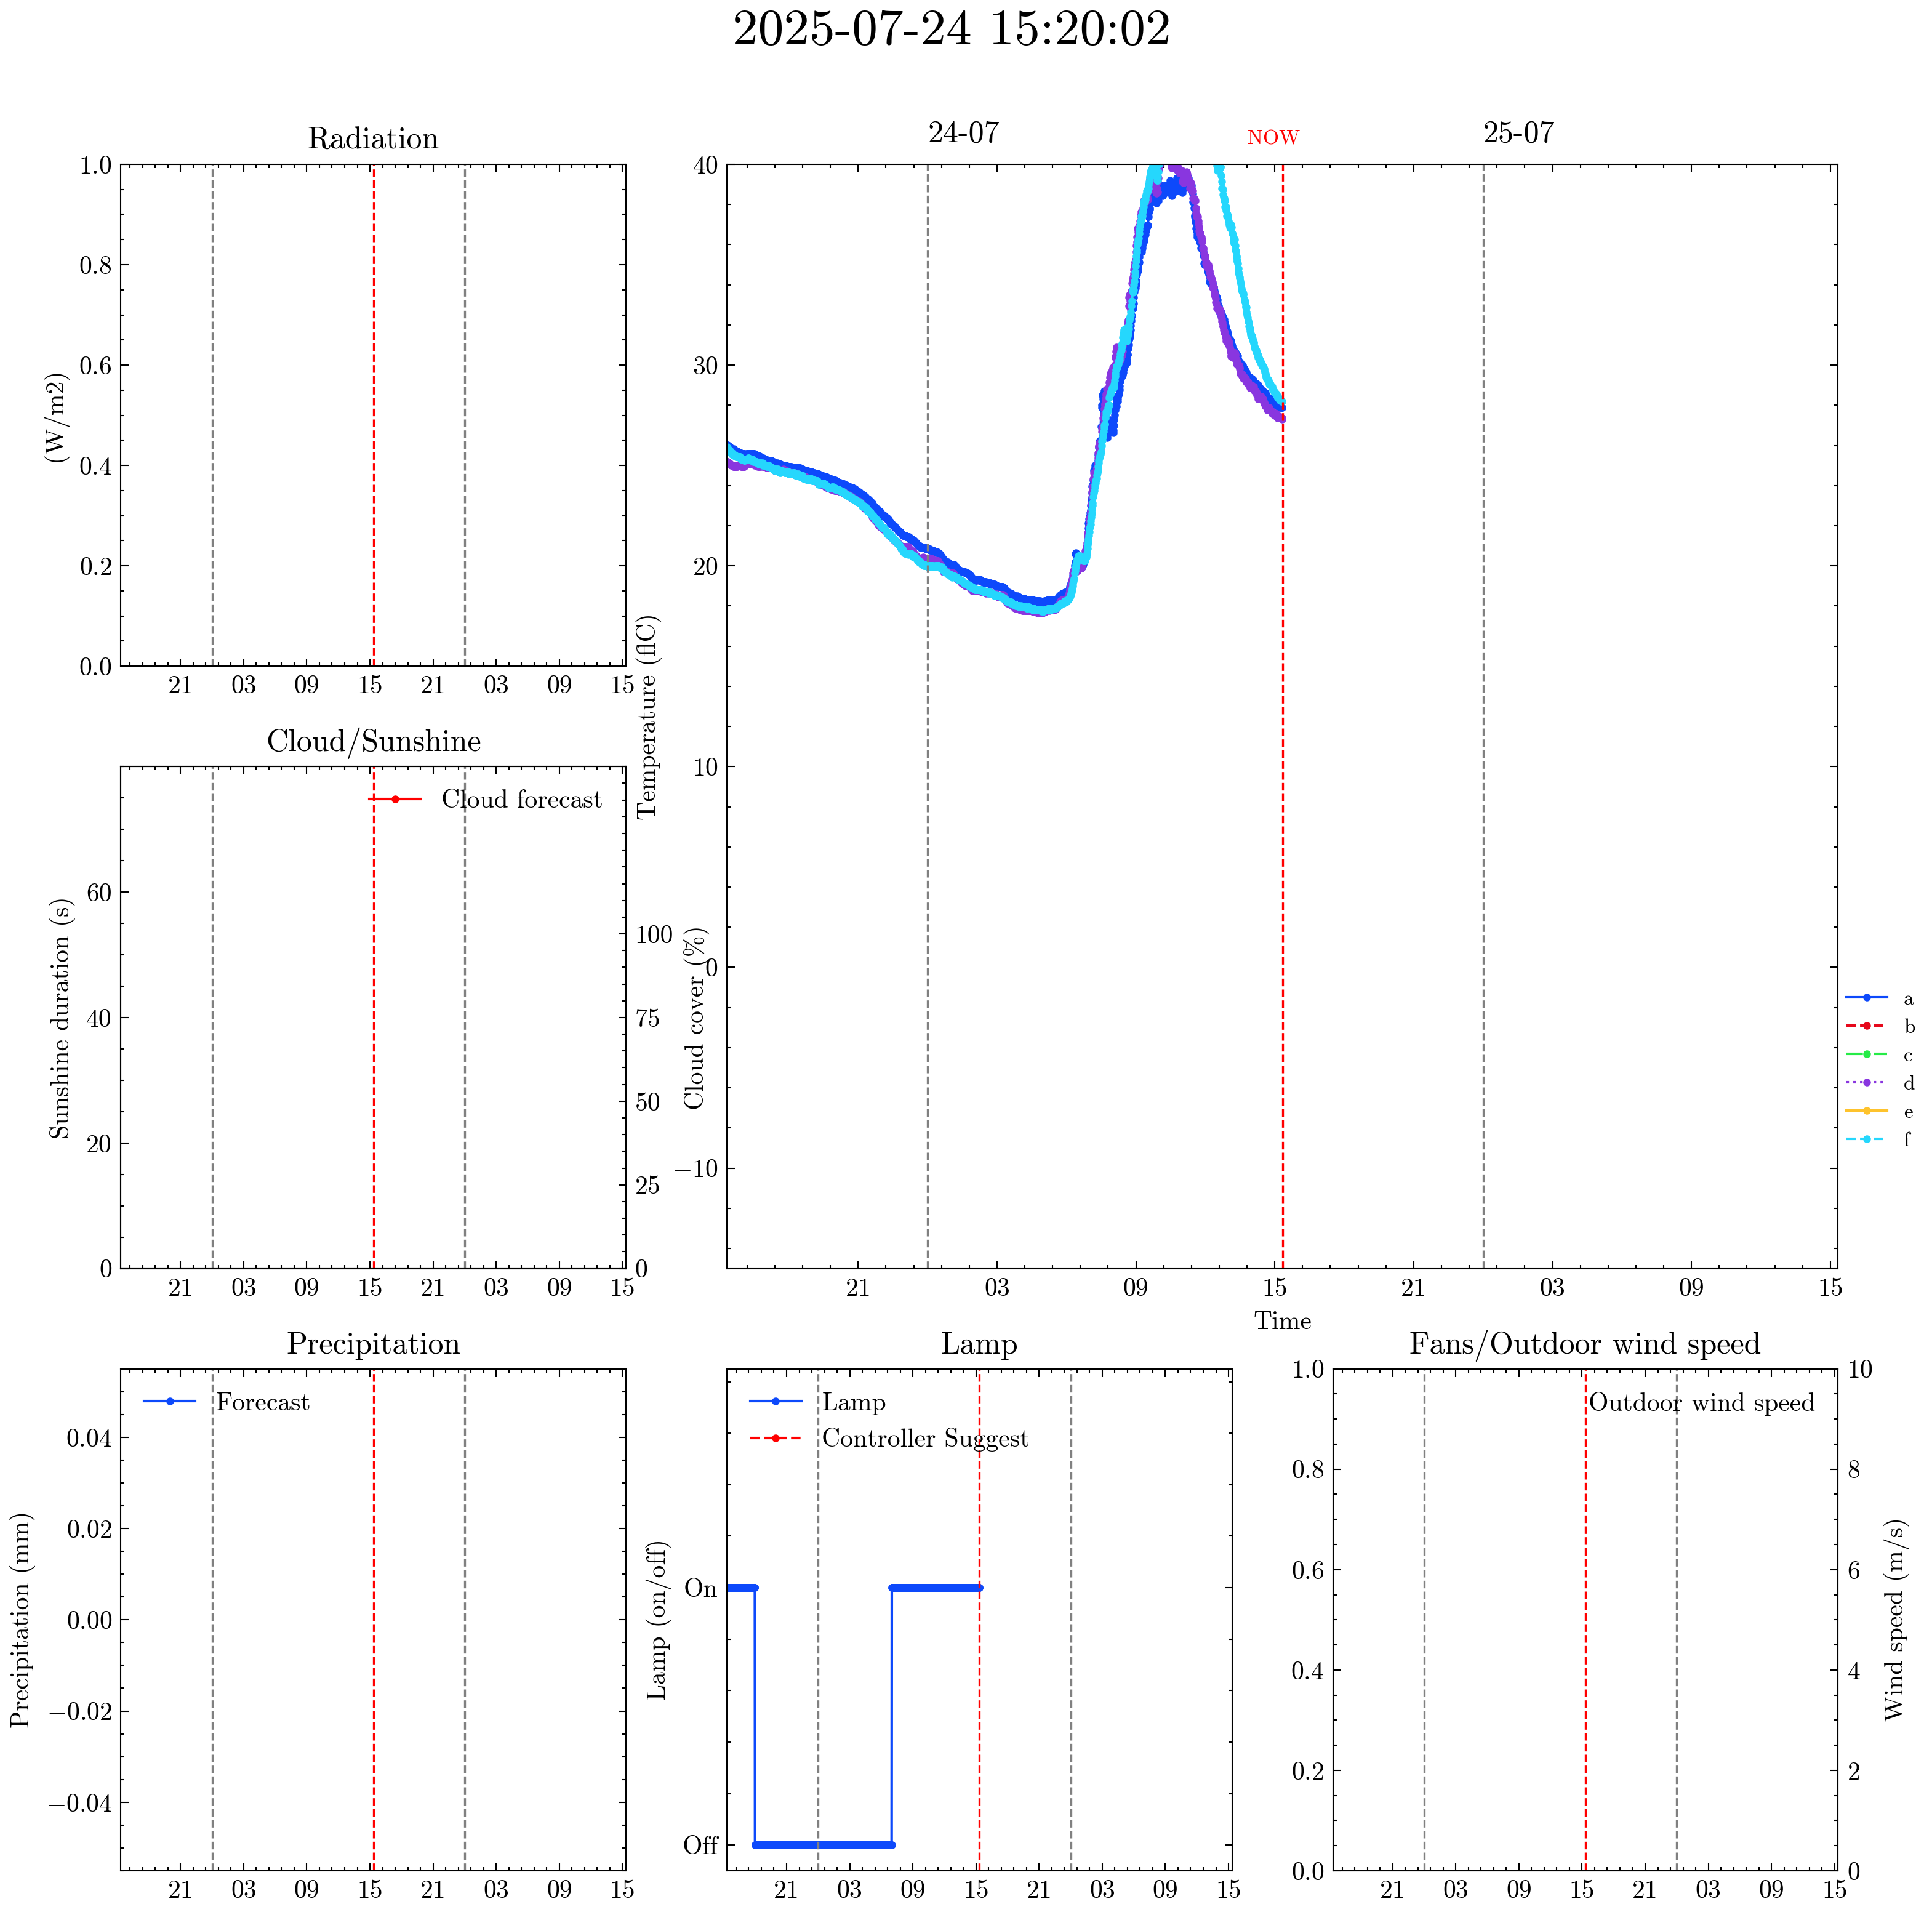 2025-07-24 15:20:02
Radiation
1.0
0.8
0.6
0.4
0.2
0.0
(W/m2)
21 03 09 15 21 03 09 15
24-07
NOW
25-07
40
30
20
10
0
−10
Temperature (flC)
21 03 09 15 21 03 09 15
Time
a
b
c
d
e
f
Cloud/Sunshine
Cloud forecast
60
40
20
0
Sunshine duration (s)
100
75
50
25
0
Cloud cover (%)
21 03 09 15 21 03 09 15
Precipitation
Forecast
0.04
0.02
0.00
−0.02
−0.04
Precipitation (mm)
21 03 09 15 21 03 09 15
Lamp
Lamp
Controller Suggest
On
Off
Lamp (on/off)
21 03 09 15 21 03 09 15
Fans/Outdoor wind speed
Outdoor wind speed
1.0
0.8
0.6
0.4
0.2
0.0
10
8
6
4
2
0
Wind speed (m/s)
21 03 09 15 21 03 09 15